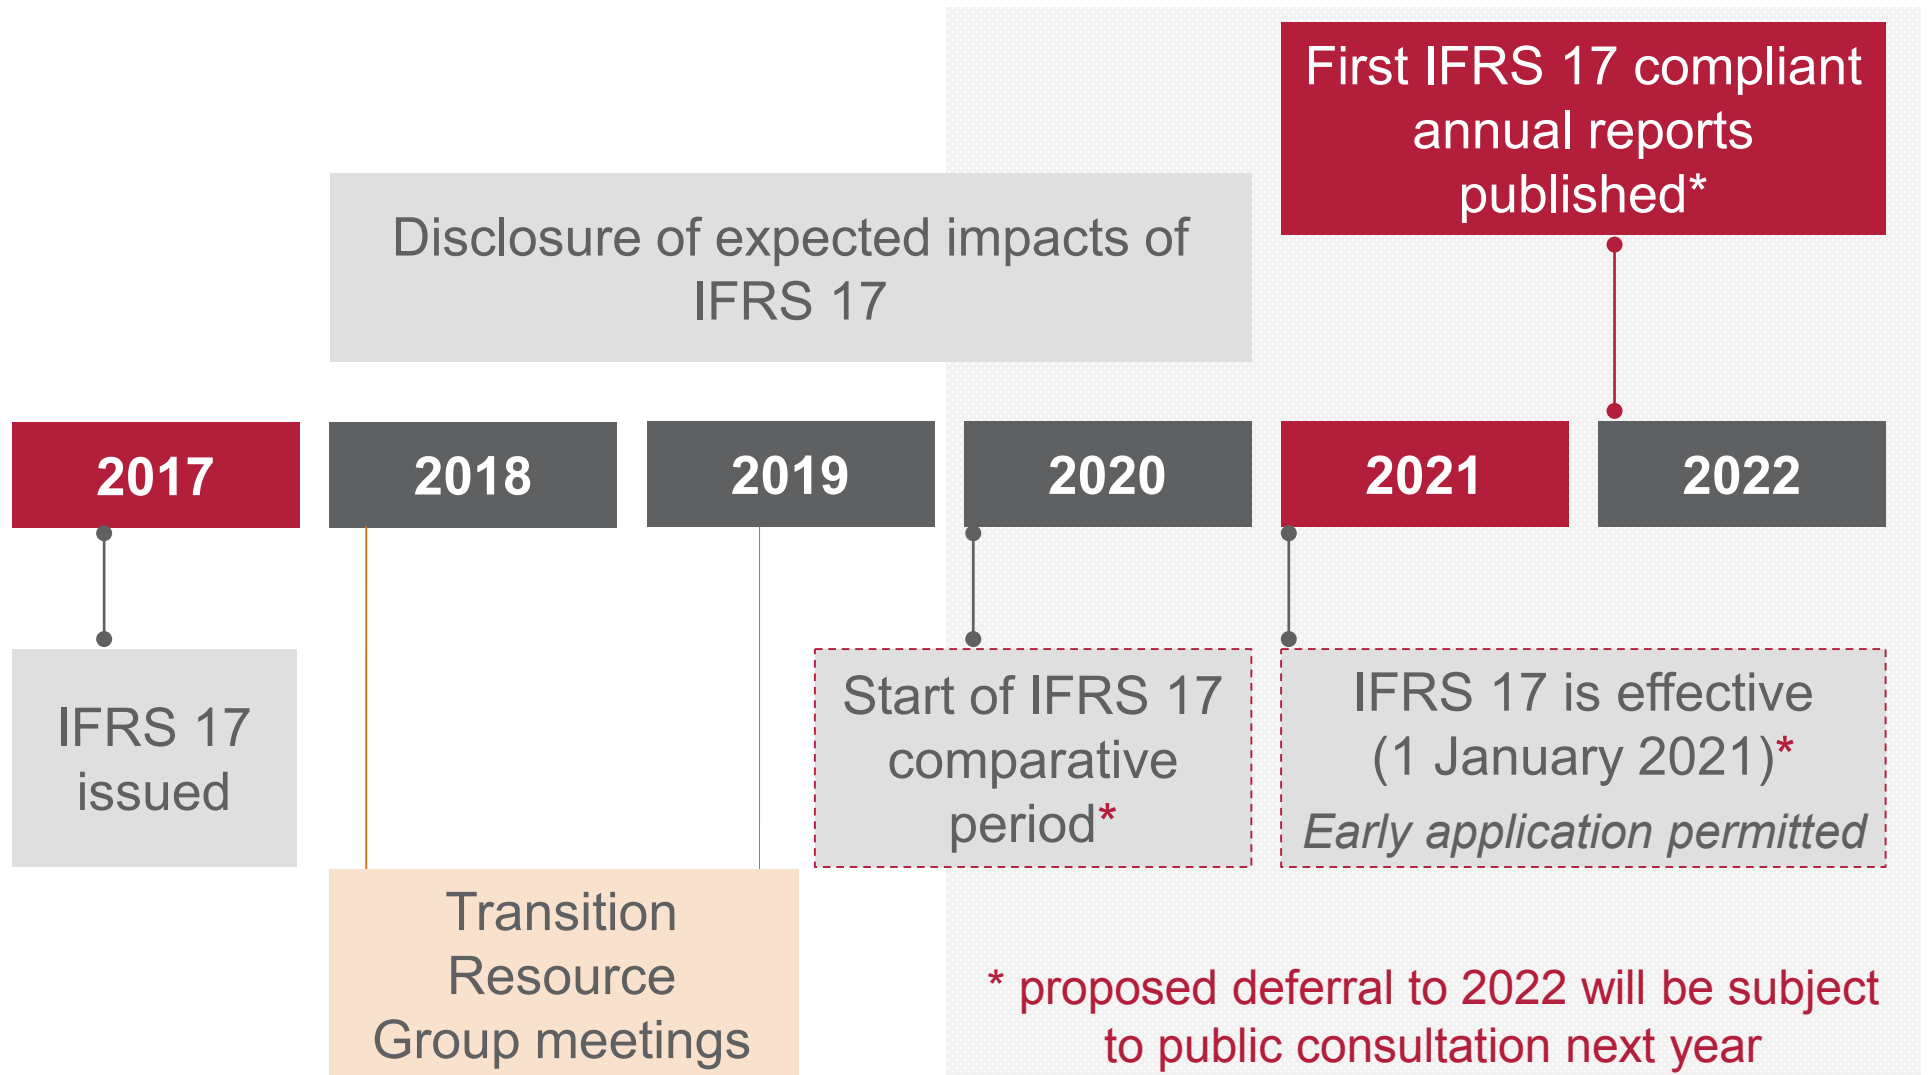 First IFRS 17 compliant
annual reports
published*
Disclosure of expected impacts of
IFRS 17
2017
2018
2019
2020
2021
2022
IFRS 17
issued
Start of IFRS 17
comparative
period*
IFRS 17 is effective
(1 January 2021)*
Early application permitted
Transition
Resource
Group meetings
* proposed deferral to 2022 will be subject
to public consultation next year